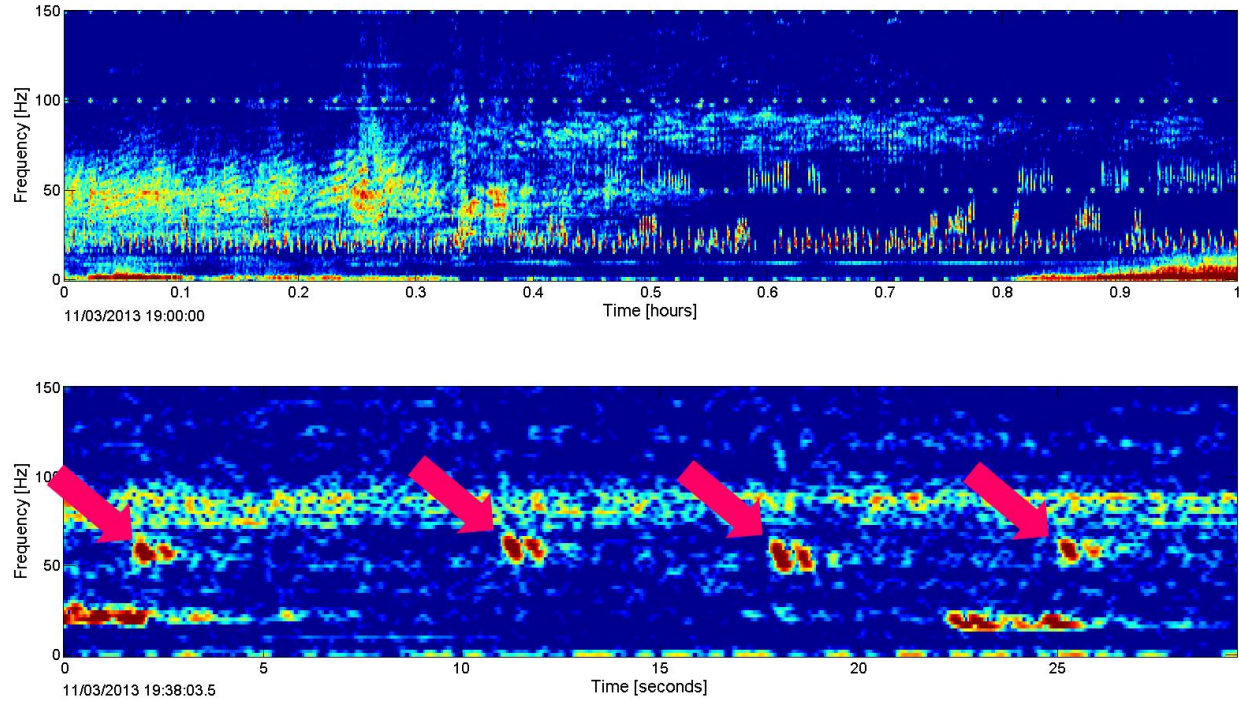 150
100
50
0
Frequency [Hz]
0 0.1 0.2 0.3 0.4 0.5 0.6 0.7 0.8 0.9 1
Time [hours]
11/03/2013 19:00:00
150
100
50
0
Frequency [Hz]
0 5 10 15 20 25
Time [seconds]
11/03/2013 19:38:03.5